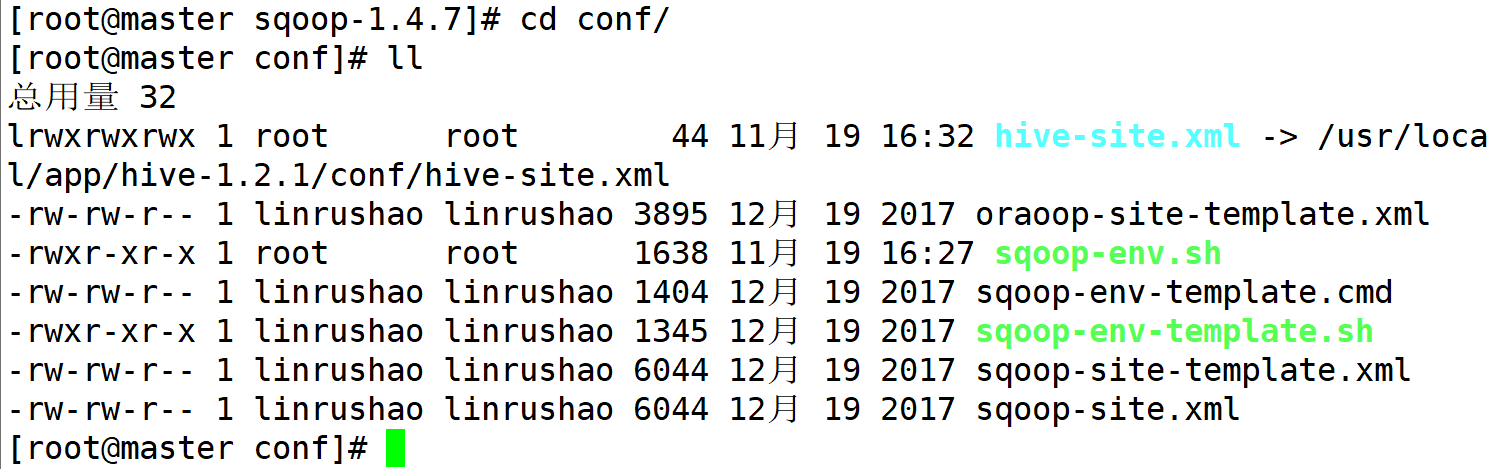 [root@master sqoop-1.4.7]# cd conf/
[root@master conf]# ll
总用量 32
lrwxrwxrwx 1 root      root        44 11月 19 16:32 hive-site.xml -> /usr/loca
l/app/hive-1.2.1/conf/hive-site.xml
-rw-rw-r-- 1 linrushao linrushao 3895 12月 19 2017 oraoop-site-template.xml
-rwxr-xr-x 1 root      root      1638 11月 19 16:27 sqoop-env.sh
-rw-rw-r-- 1 linrushao linrushao 1404 12月 19 2017 sqoop-env-template.cmd
-rwxr-xr-x 1 linrushao linrushao 1345 12月 19 2017 sqoop-env-template.sh
-rw-rw-r-- 1 linrushao linrushao 6044 12月 19 2017 sqoop-site-template.xml
-rw-rw-r-- 1 linrushao linrushao 6044 12月 19 2017 sqoop-site.xml
[root@master conf]#